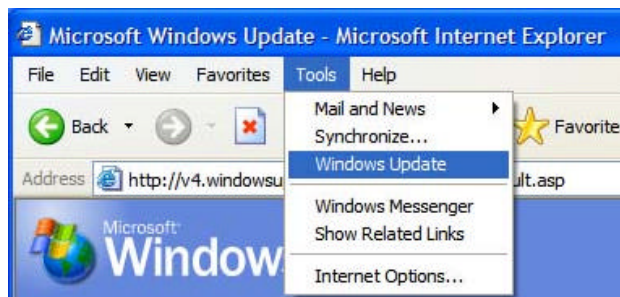 Microsoft Windows Update - Microsoft Internet Explorer
File Edit View Favorites Tools Help
Mail and News
Back Favorite
Synchronize...
Windows Update
Address http://v4.windowsu ult.asp
Windows Messenger
Microsoft
Show Related Links
Window
Internet Options...